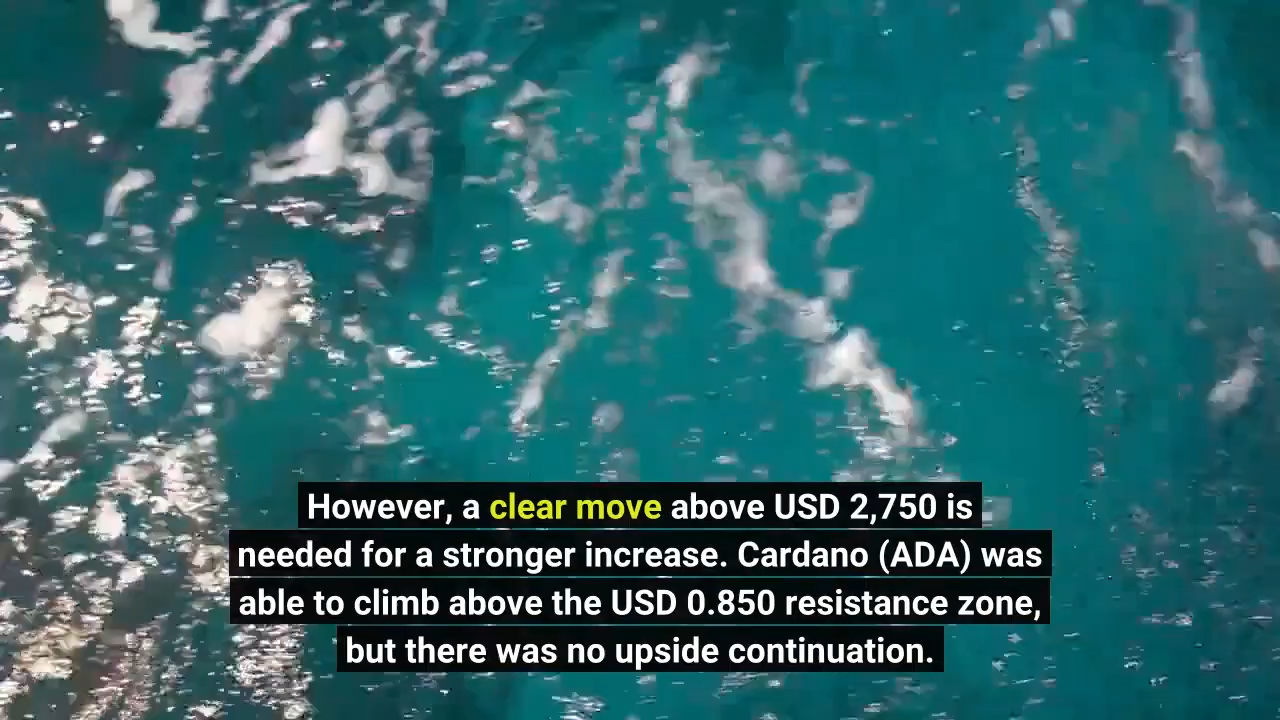 However, a clear move above USD 2,750 is
needed for a stronger increase. Cardano (ADA) was
able to climb above the USD 0.850 resistance zone,
but there was no upside continuation.